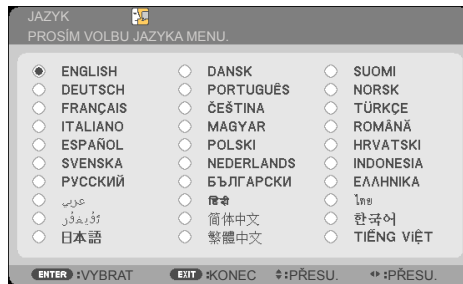 JAZYK
PROSÍM VOLBU JAZYKA MENU.
ENGLISH DANSK SUOMI
DEUTSCH PORTUGUÊS NORSK
FRANÇAIS ČEŠTINA TÜRKÇE
ITALIANO MAGYAR ROMÂNĂ
ESPAÑOL POLSKI HRVATSKI
SVENSKA NEDERLANDS INDONESIA
РУССКИЙ БЪЛГАРСКИ ΕΛΛΗΝΙΚΑ
عربي हिन्दी ไทย
ئۇيغۇر 简体中文 한국어
日本語 繁體中文 TIẾNG VIỆT
ENTER :VYBRAT EXIT :KONEC :PŘESU. :PŘESU.